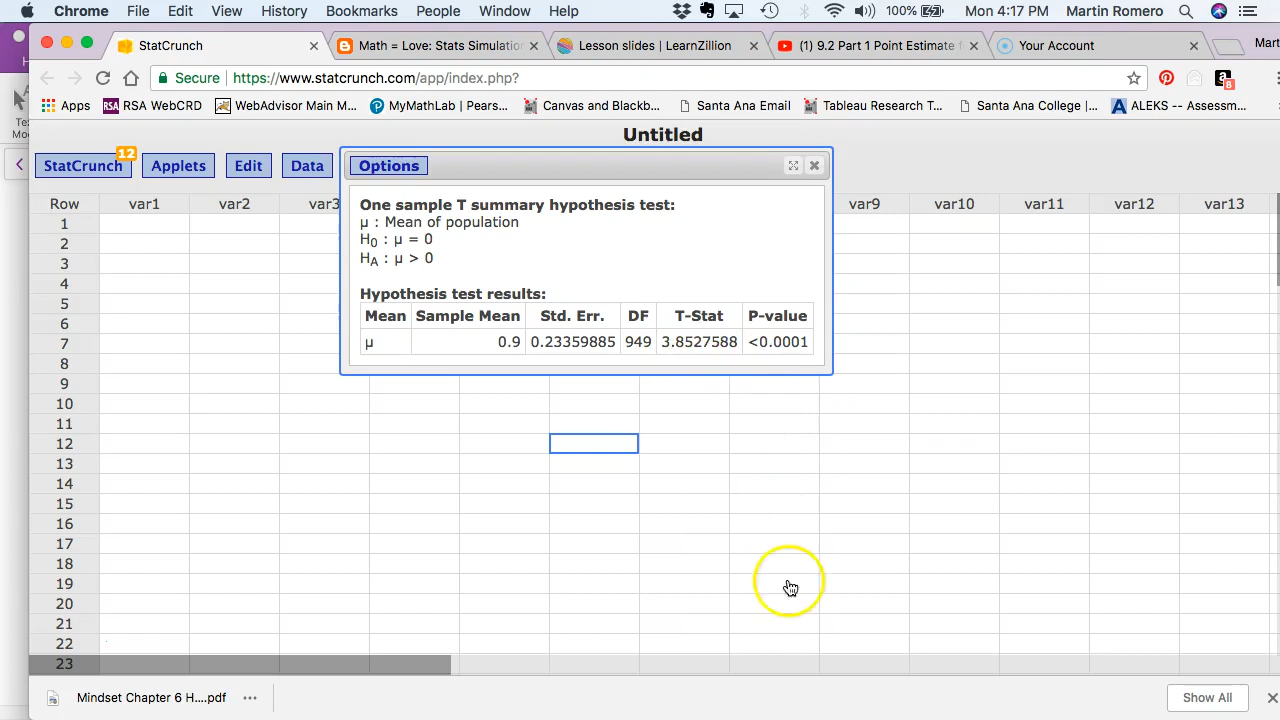 Chrome File Edit View History Bookmarks People Window Help 100% Mon 4:17 PM Martin Romero
StatCrunch Math = Love: Stats Simulation Lesson slides | LearnZillion (1) 9.2 Part 1 Point Estimate f Your Account Mart
Secure https://www.statcrunch.com/app/index.php? 8
Apps RSA RSA WebCRD WebAdvisor Main M... MyMathLab | Pers... Canvas and Blackb... Santa Ana Email Tableau Research T... Santa Ana College |... ALEKS -- Assessm...
Untitled
StatCrunch 12 Applets Edit Data Options
Row var1 var2 var3 var9 var10 var11 var12 var13
One sample T summary hypothesis test:
μ : Mean of population
H0 : μ = 0
HA : μ > 0
Hypothesis test results:
Mean Sample Mean Std. Err. DF T-Stat P-value
μ 0.9 0.23359885 949 3.8527588 <0.0001
1
2
3
4
5
6
7
8
9
10
11
12
13
14
15
16
17
18
19
20
21
22
23
Mindset Chapter 6 H....pdf Show All